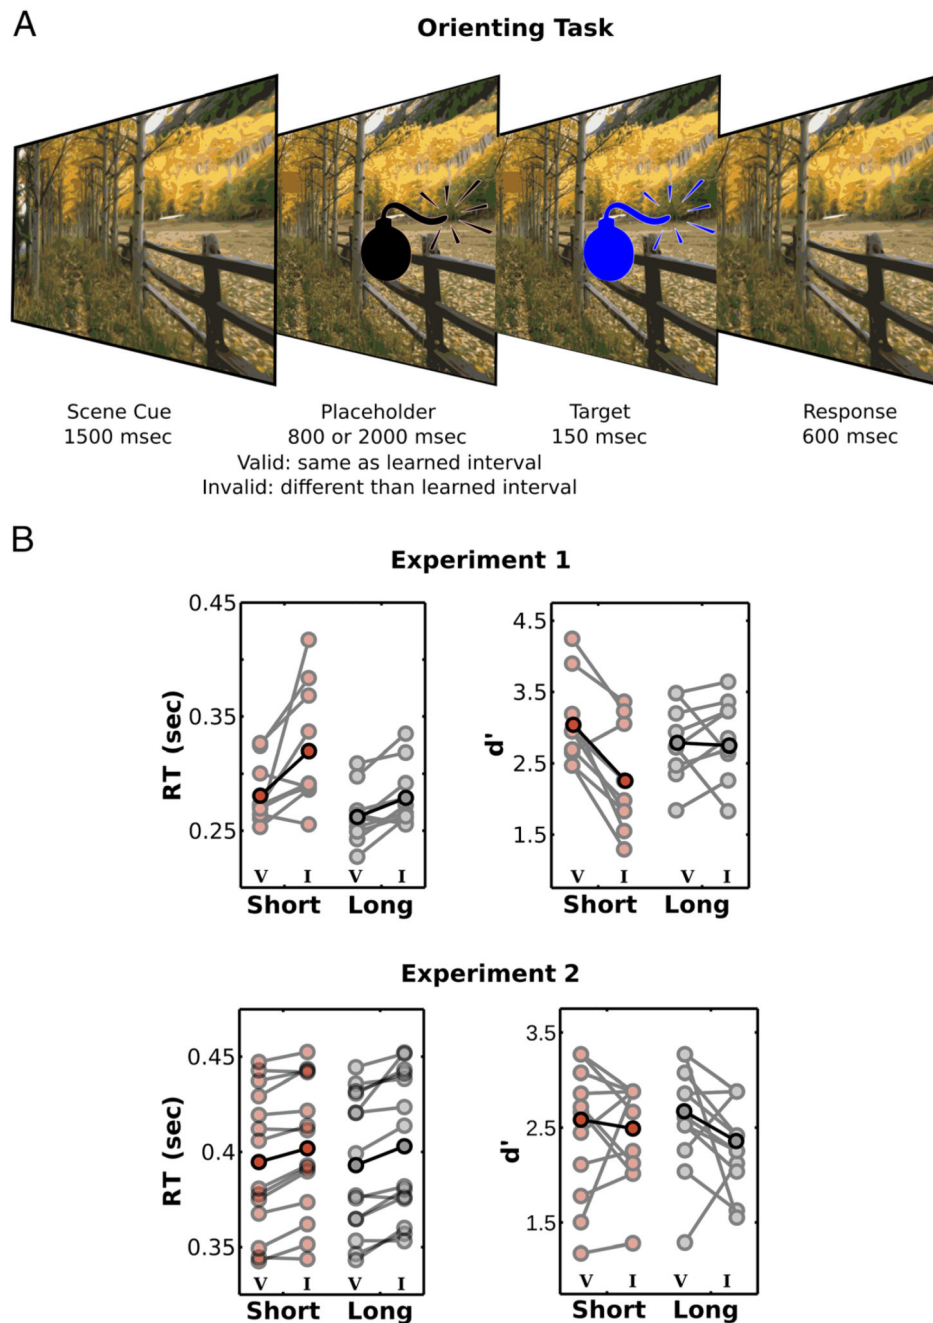 A
Orienting Task
Scene Cue
1500 msec
Placeholder
800 or 2000 msec
Valid: same as learned interval
Invalid: different than learned interval
Target
150 msec
Response
600 msec
B
Experiment 1
0.45
0.35
0.25
RT (sec)
V I V I
Short Long
4.5
3.5
2.5
1.5
d'
V I V I
Short Long
Experiment 2
0.45
0.4
0.35
RT (sec)
V I V I
Short Long
3.5
2.5
1.5
d'
V I V I
Short Long